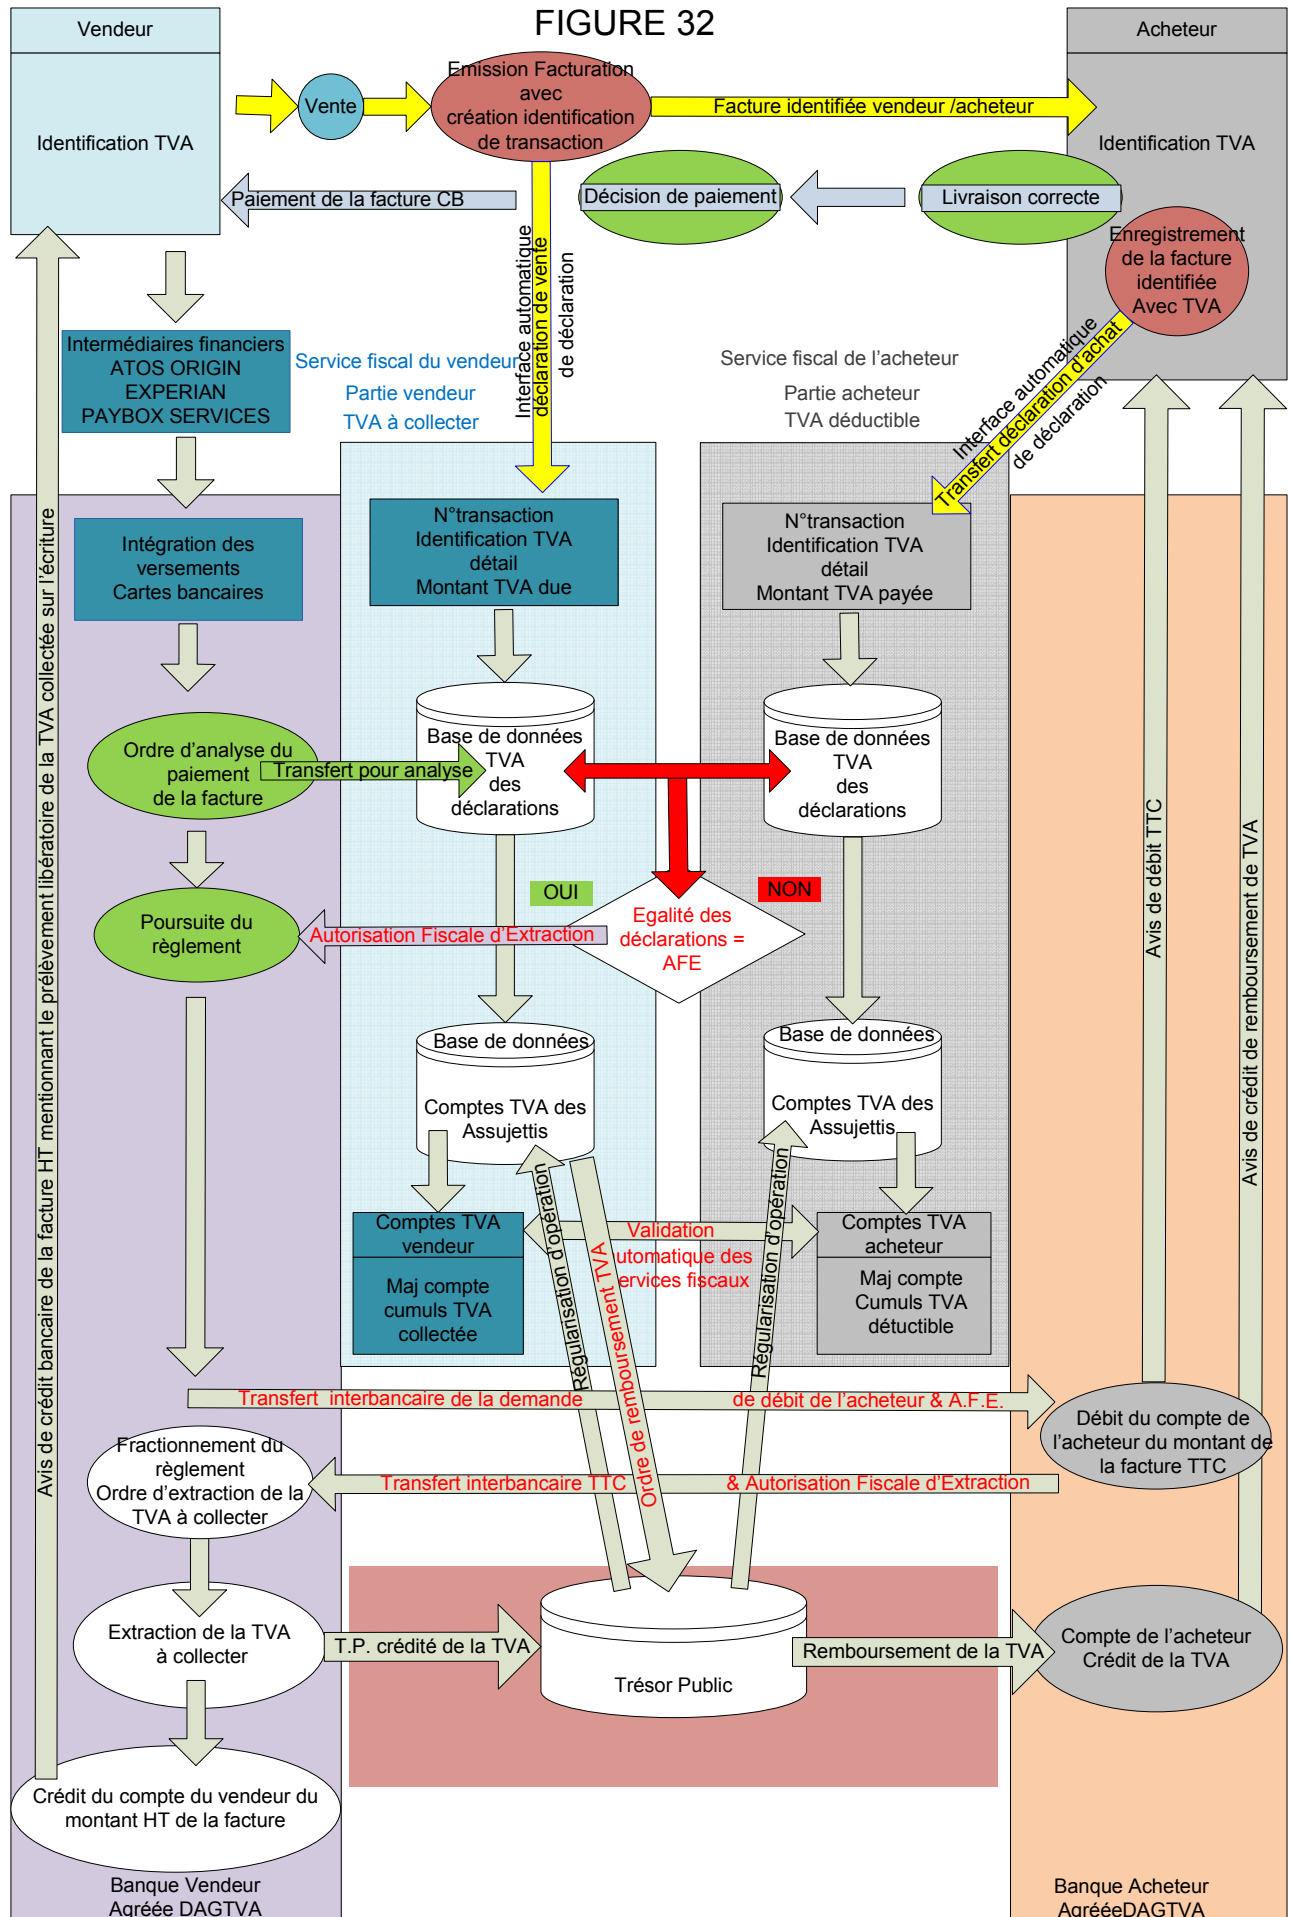 FIGURE 32
Vendeur
Identification TVA
Vente
Emission Facturation
avec
création identification
de transaction
Facture identifiée vendeur /acheteur
Acheteur
Identification TVA
Paiement de la facture CB
Décision de paiement
Livraison correcte
Enregistrement
de la facture
identifiée
Avec TVA
Interface automatique
déclaration de vente
de déclaration
Interface automatique
Transfert déclaration d'achat
de déclaration
Intermédiaires financiers
ATOS ORIGIN
EXPERIAN
PAYBOX SERVICES
Service fiscal du vendeur
Partie vendeur
TVA à collecter
Service fiscal de l'acheteur
Partie acheteur
TVA déductible
Intégration des
versements
Cartes bancaires
N°transaction
Identification TVA
détail
Montant TVA due
N°transaction
Identification TVA
détail
Montant TVA payée
Ordre d'analyse du
paiement
de la facture
Transfert pour analyse
Base de données
TVA
des
déclarations
Base de données
TVA
des
déclarations
OUI
NON
Egalité des
déclarations =
AFE
Autorisation Fiscale d'Extraction
Poursuite du
règlement
Base de données
Comptes TVA des
Assujettis
Base de données
Comptes TVA des
Assujettis
Comptes TVA
vendeur
Maj compte
cumuls TVA
collectée
Validation
utomatique des
ervices fiscaux
Comptes TVA
acheteur
Maj compte
Cumuls TVA
détuctible
Régularisation d'opération
Ordre de remboursement TVA
Régularisation d'opération
Avis de crédit bancaire de la facture HT mentionnant le prélèvement libératoire de la TVA collectée sur l'écriture
Avis de débit TTC
Avis de crédit de remboursement de TVA
Transfert interbancaire de la demande
de débit de l'acheteur & A.F.E.
Débit du compte de
l'acheteur du montant de
la facture TTC
Fractionnement du
règlement
Ordre d'extraction de la
TVA à collecter
Transfert interbancaire TTC
& Autorisation Fiscale d'Extraction
Extraction de la TVA
à collecter
T.P. crédité de la TVA
Trésor Public
Remboursement de la TVA
Compte de l'acheteur
Crédit de la TVA
Crédit du compte du vendeur du
montant HT de la facture
Banque Vendeur
Agréée DAGTVA
Banque Acheteur
AgrééeDAGTVA